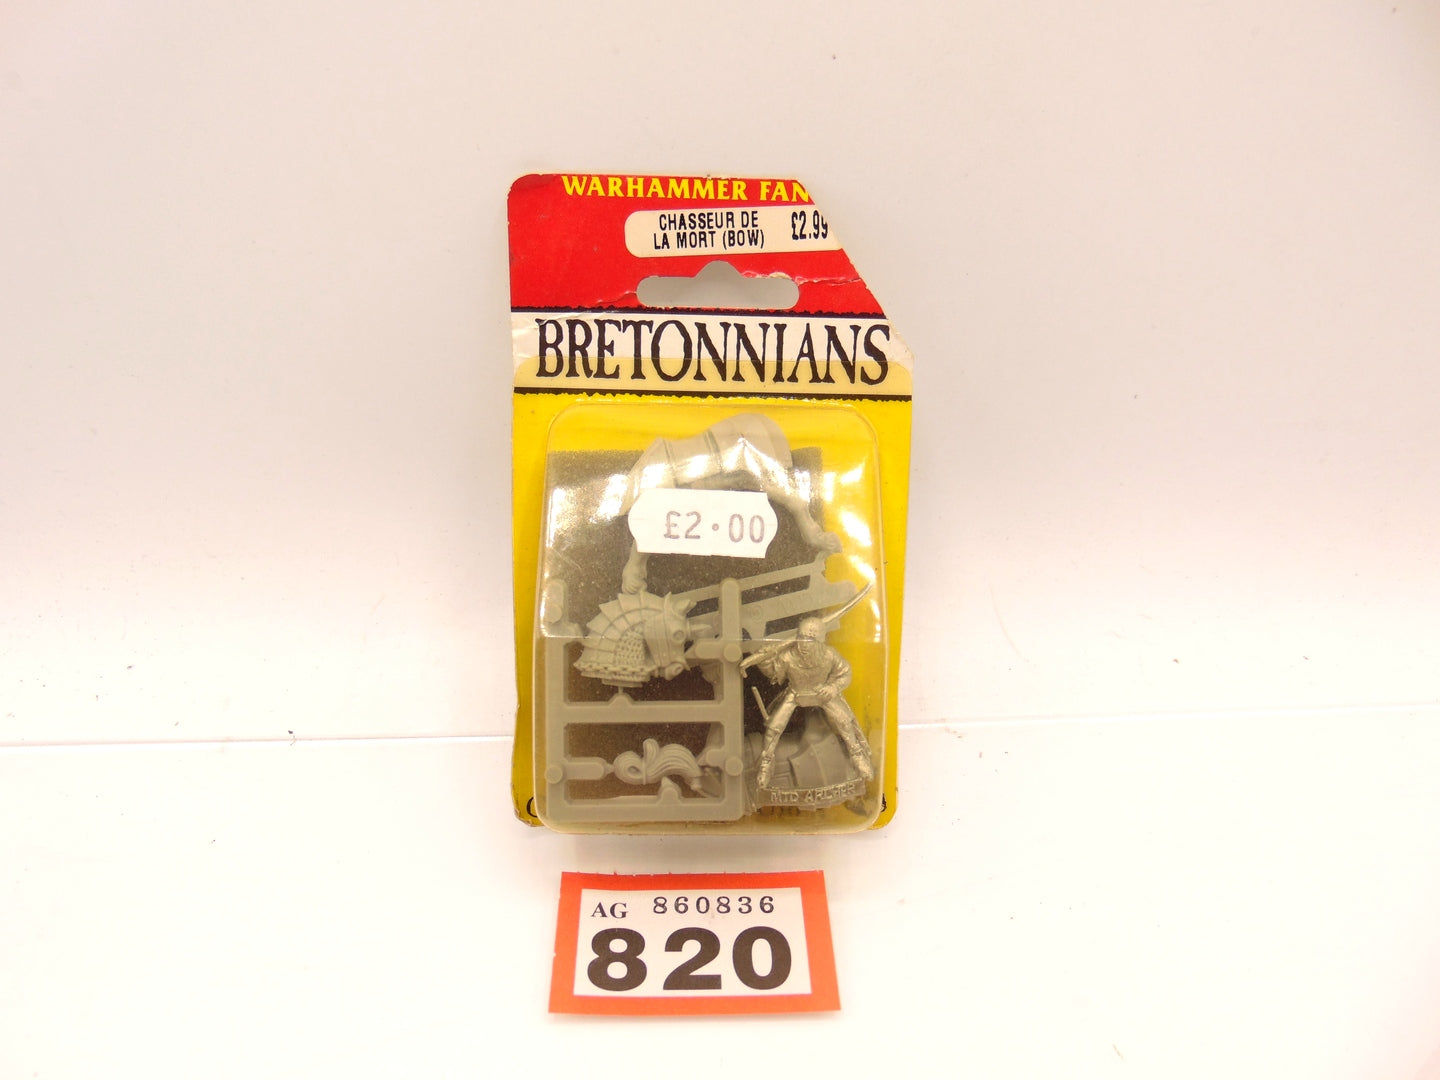 WARHAMMER FAN
CHASSEUR DE
LA MORT (BOW)
£2.99
BRETONNIANS
£2.00
MTD ARCHER
AG 860836
820